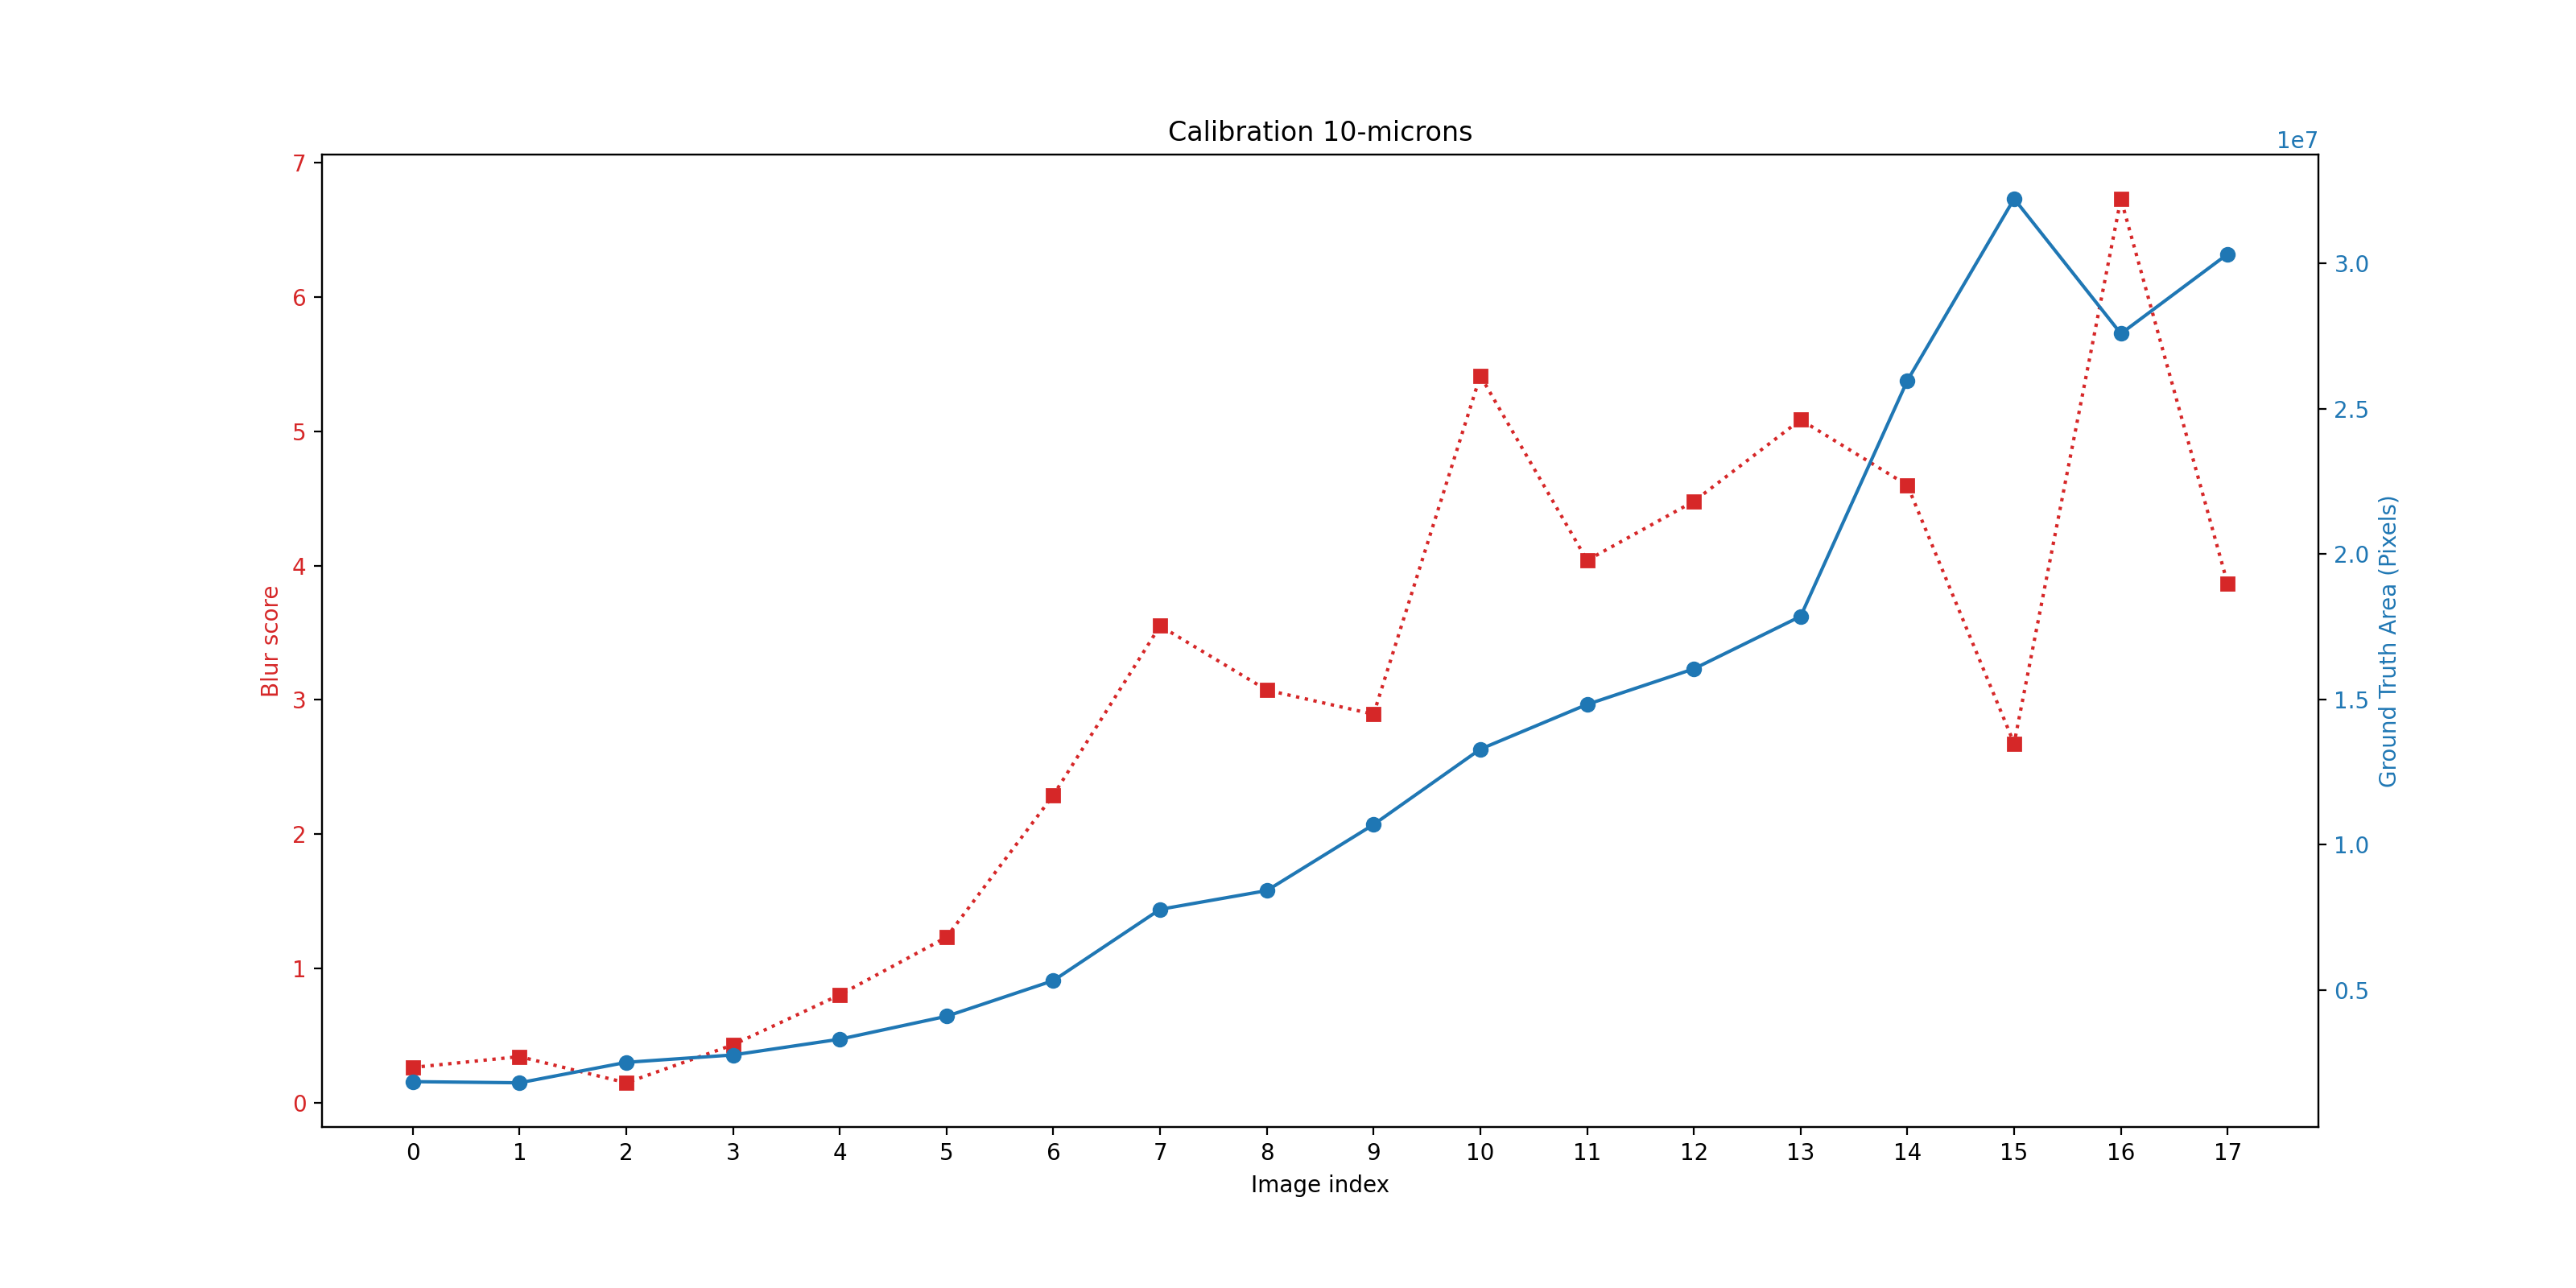 Calibration 10-microns
1e7
7
6
5
4
3
2
1
0
Blur score
3.0
2.5
2.0
1.5
1.0
0.5
Ground Truth Area (Pixels)
0 1 2 3 4 5 6 7 8 9 10 11 12 13 14 15 16 17
Image index